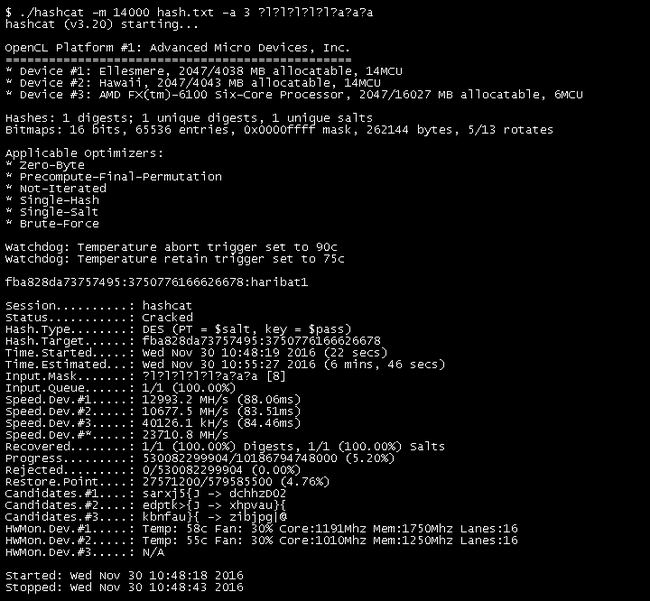 $ ./hashcat -m 14000 hash.txt -a 3 ?l?l?l?l?l?a?a?a
hashcat (v3.20) starting...
OpenCL Platform #1: Advanced Micro Devices, Inc.
================================================
* Device #1: Ellesmere, 2047/4038 MB allocatable, 14MCU
* Device #2: Hawaii, 2047/4043 MB allocatable, 14MCU
* Device #3: AMD FX(tm)-6100 Six-Core Processor, 2047/16027 MB allocatable, 6MCU
Hashes: 1 digests; 1 unique digests, 1 unique salts
Bitmaps: 16 bits, 65536 entries, 0x0000ffff mask, 262144 bytes, 5/13 rotates
Applicable Optimizers:
* Zero-Byte
* Precompute-Final-Permutation
* Not-Iterated
* Single-Hash
* Single-Salt
* Brute-Force
Watchdog: Temperature abort trigger set to 90c
Watchdog: Temperature retain trigger set to 75c
fba828da73757495:3750776166626678:haribat1
Session..........: hashcat
Status...........: Cracked
Hash.Type........: DES (PT = $salt, key = $pass)
Hash.Target......: fba828da73757495:3750776166626678
Time.Started.....: Wed Nov 30 10:48:19 2016 (22 secs)
Time.Estimated...: Wed Nov 30 10:55:27 2016 (6 mins, 46 secs)
Input.Mask.......: ?l?l?l?l?l?a?a?a [8]
Input.Queue......: 1/1 (100.00%)
Speed.Dev.#1.....: 12993.2 MH/s (88.06ms)
Speed.Dev.#2.....: 10677.5 MH/s (83.51ms)
Speed.Dev.#3.....: 40126.1 kH/s (84.46ms)
Speed.Dev.#*.....: 23710.8 MH/s
Recovered........: 1/1 (100.00%) Digests, 1/1 (100.00%) Salts
Progress.........: 530082299904/10186794748000 (5.20%)
Rejected.........: 0/530082299904 (0.00%)
Restore.Point....: 27571200/579585500 (4.76%)
Candidates.#1....: sarxj5{J -> dchhzD02
Candidates.#2....: edptk>{J -> xhpvau}{
Candidates.#3....: kbnfau}{ -> zibjpg|@
HWMon.Dev.#1.....: Temp: 58c Fan: 30% Core:1191Mhz Mem:1750Mhz Lanes:16
HWMon.Dev.#2.....: Temp: 55c Fan: 30% Core:1010Mhz Mem:1250Mhz Lanes:16
HWMon.Dev.#3.....: N/A
Started: Wed Nov 30 10:48:18 2016
Stopped: Wed Nov 30 10:48:43 2016